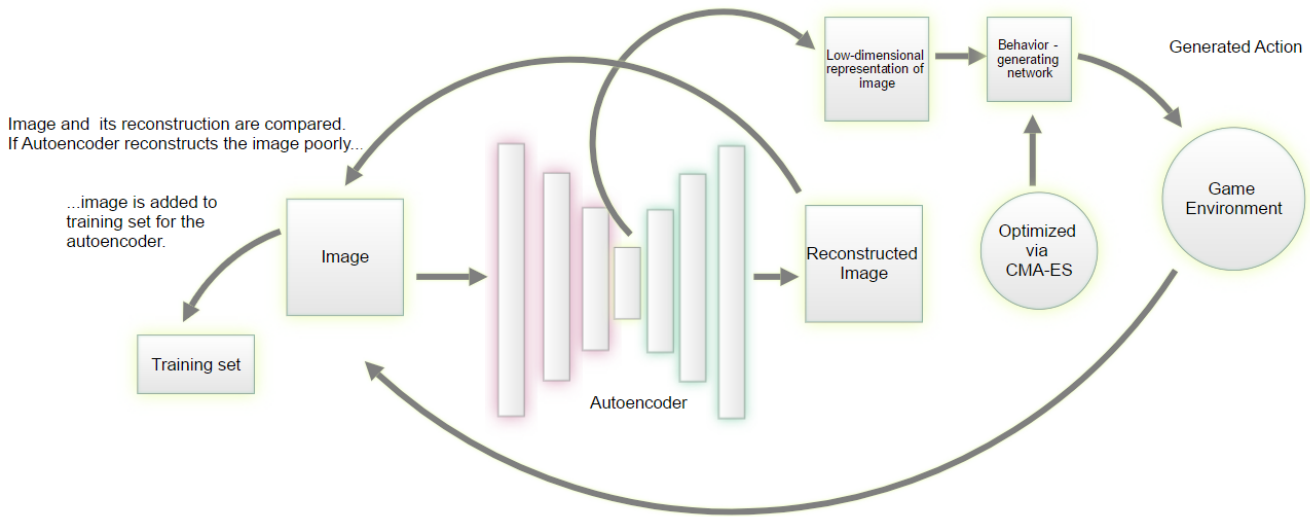 Low-dimensional
representation of
image
Behavior -
generating
network
Generated Action
Image and its reconstruction are compared.
If Autoencoder reconstructs the image poorly...
...image is added to
training set for the
autoencoder.
Image
Training set
Autoencoder
Reconstructed
Image
Optimized
via
CMA-ES
Game
Environment